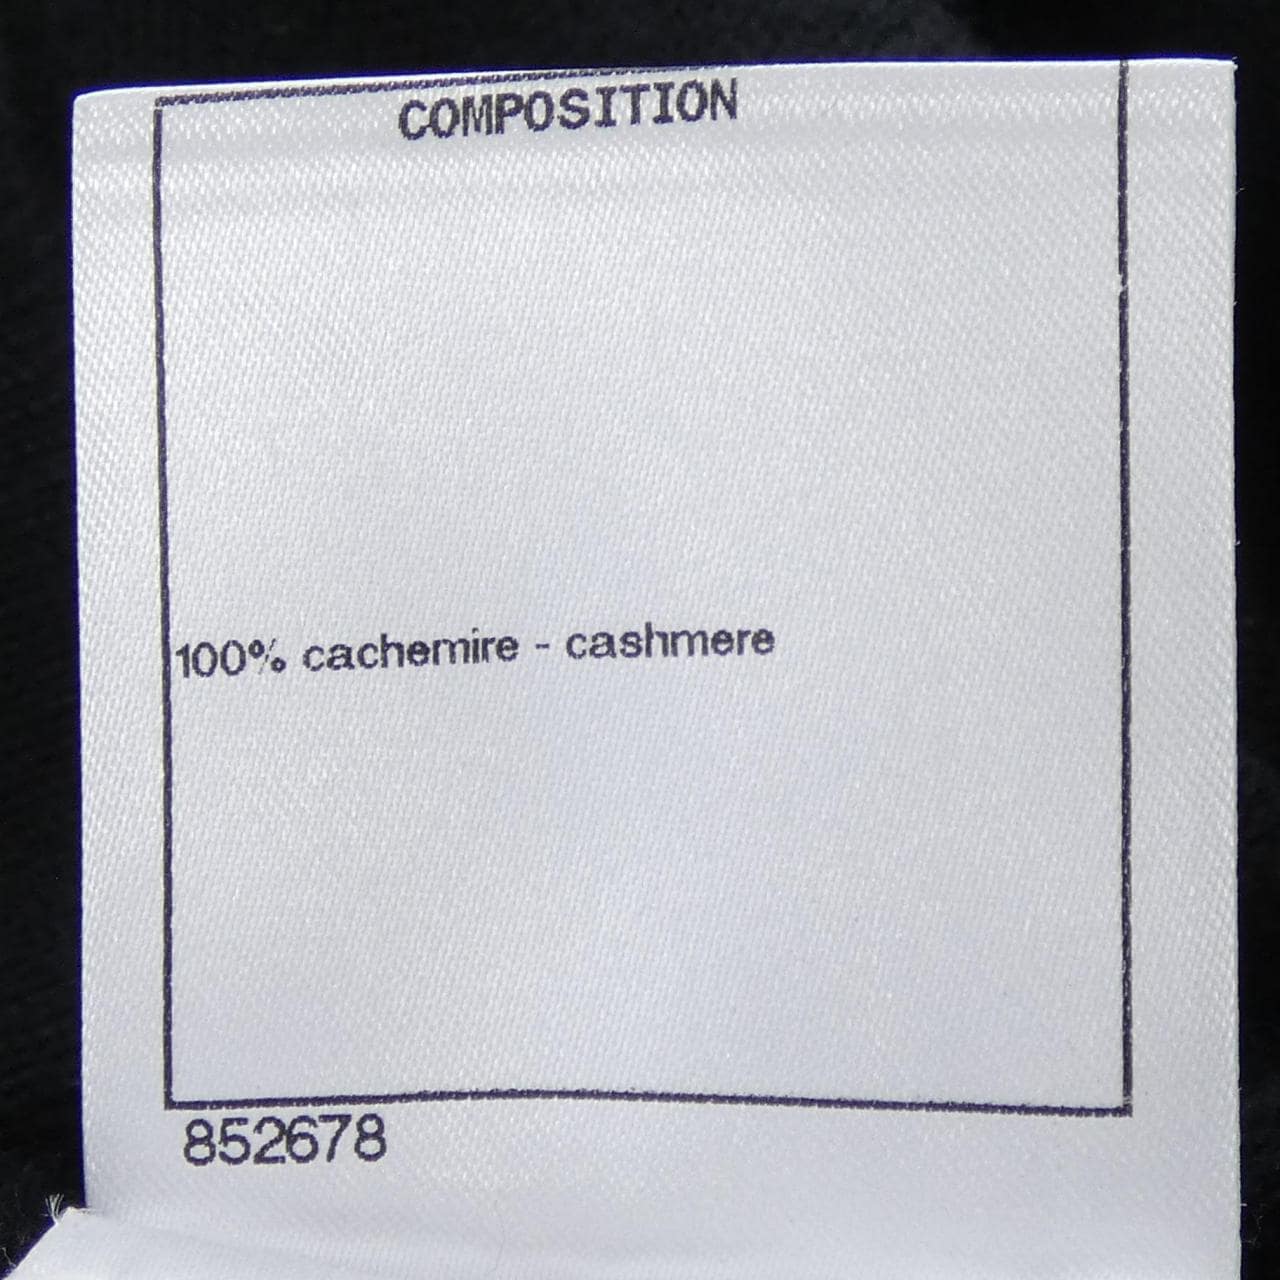 COMPOSITION
100% cachemire - cashmere
852678